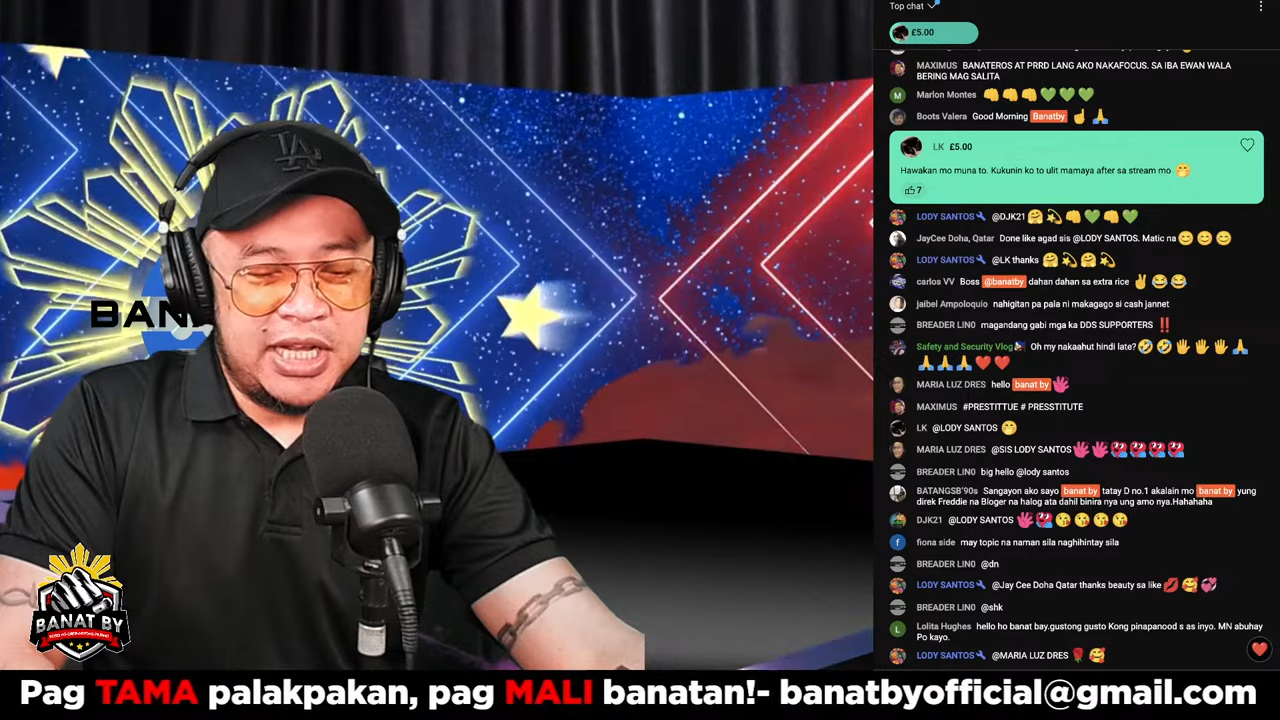 Top chat
£5.00
MAXIMUS BANATEROS AT PRRD LANG AKO NAKAFOCUS. SA IBA EWAN WALA
BERING MAG SALITA
M Marlon Montes 👊👊👊💚💚💚
Boots Valera Good Morning Banatby ☝️🙏
LK £5.00
Hawakan mo muna to. Kukunin ko to ulit mamaya after sa stream mo 🤭
7
LODY SANTOS @DJK21 🤗💫👊💚👊💚
JayCee Doha, Qatar Done like agad sis @LODY SANTOS. Matic na 😊😊😊
LODY SANTOS @LK thanks 🤗💫🤗💫
carlos VV Boss @banatby dahan dahan sa extra rice ✌️😂😂
jaibel Ampoloquio nahigitan pa pala ni makagago si cash jannet
BREADER LIN0 magandang gabi mga ka DDS SUPPORTERS ‼️
Safety and Security Vlog Oh my nakaahut hindi late?🤣🤣🖐🖐🖐🙏
🙏🙏🙏❤️❤️
MARIA LUZ DRES hello banat by
MAXIMUS #PRESTITTUE # PRESSTITUTE
LK @LODY SANTOS 🤭
MARIA LUZ DRES @SIS LODY SANTOS
BREADER LIN0 big hello @lody santos
BATANGSB'90s Sangayon ako sayo banat by tatay D no.1 akalain mo banat by yung
direk Freddie na Bloger na halog ata dahil binira nya ung amo nya.Hahahaha
DJK21 @LODY SANTOS 😘😘😘😘
f fiona side may topic na naman sila naghihintay sila
BREADER LIN0 @dn
LODY SANTOS @Jay Cee Doha Qatar thanks beauty sa like 💋🥰💞
BREADER LIN0 @shk
L Lolita Hughes hello ho banat bay.gustong gusto Kong pinapanood s as inyo. MN abuhay
Po kayo.
LODY SANTOS @MARIA LUZ DRES 🌹🥰
LA
BAN
BANAT BY
Pag TAMA palakpakan, pag MALI banatan!- banatbyofficial@gmail.com